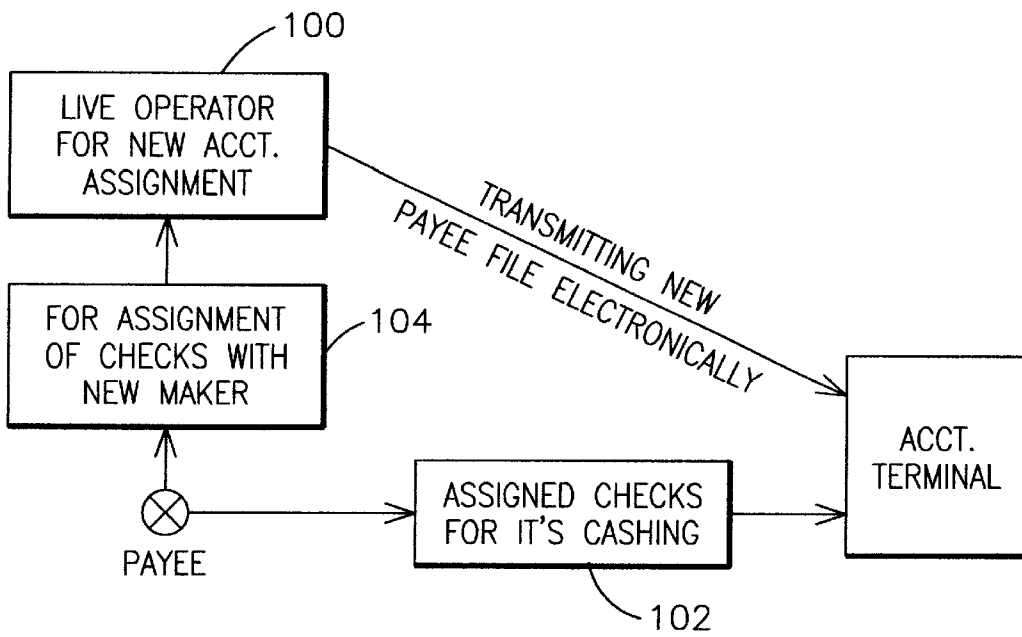 100
LIVE OPERATOR
FOR NEW ACCT.
ASSIGNMENT
TRANSMITTING NEW
PAYEE FILE ELECTRONICALLY
FOR ASSIGNMENT
OF CHECKS WITH
NEW MAKER
104
ACCT.
TERMINAL
ASSIGNED CHECKS
FOR IT'S CASHING
PAYEE
102